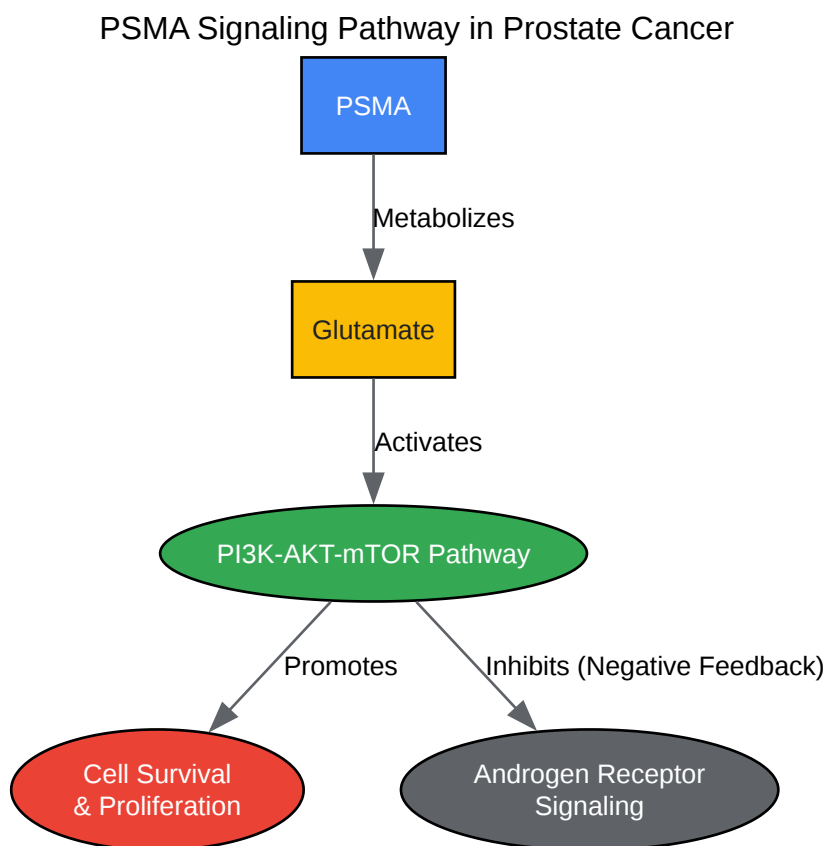 PSMA Signaling Pathway in Prostate Cancer
PSMA
Metabolizes
Glutamate
Activates
PI3K-AKT-mTOR Pathway
Promotes
Inhibits (Negative Feedback)
Cell Survival
& Proliferation
Androgen Receptor
Signaling